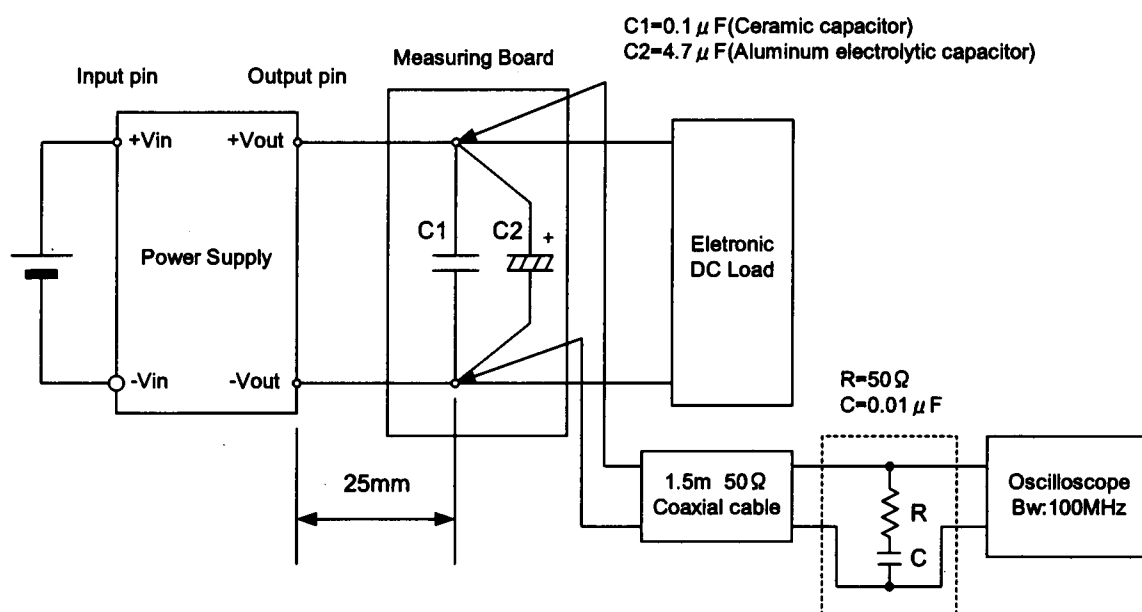 C1=0.1μF(Ceramic capacitor)
C2=4.7μF(Aluminum electrolytic capacitor)
Measuring Board
Input pin
Output pin
+Vin
+Vout
C1
C2
+
Power Supply
Eletronic
DC Load
-Vin
-Vout
R=50Ω
C=0.01μF
25mm
1.5m 50Ω
Coaxial cable
R
C
Oscilloscope
Bw:100MHz